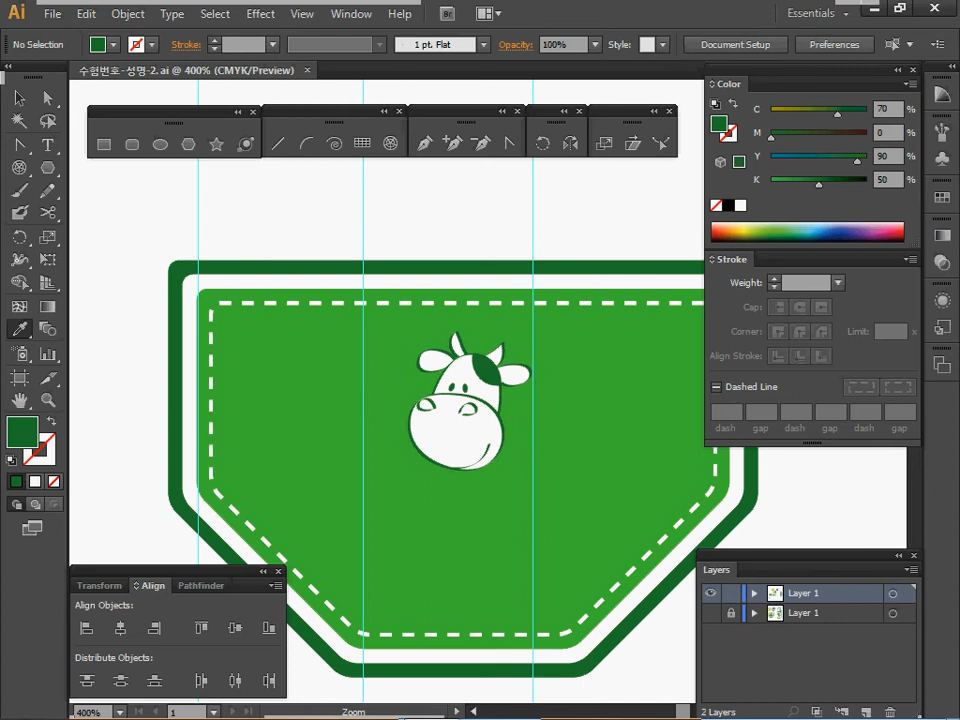 Ai File Edit Object Type Select Effect View Window Help Br Essentials
No Selection Stroke: 1 pt. Flat Opacity: 100% Style: Document Setup Preferences
수험번호-성명-2. ai @ 400% (CMYK/Preview)
Color
C 70 %
M 0 %
Y 90 %
K 50 %
Stroke
Weight:
Cap:
Corner: Limit: x
Align Stroke:
Dashed Line
dash gap dash gap dash gap
Transform Align Pathfinder
Align Objects:
Distribute Objects:
Layers
Layer 1
Layer 1
2 Layers
400% 1 Zoom